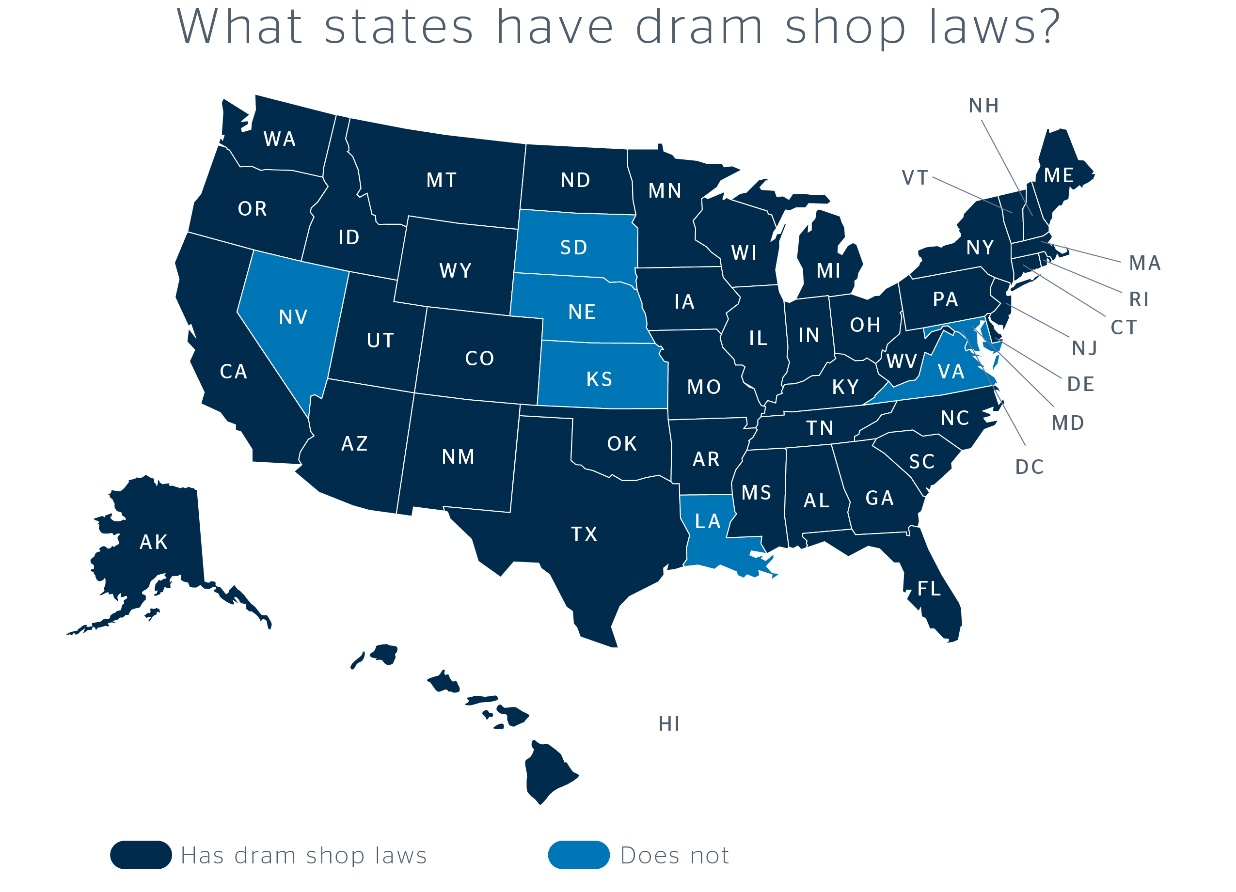 What states have dram shop laws?
NH
WA
VT
ME
MT
ND
MN
OR
ID
SD
WI
NY
MA
WY
MI
RI
IA
PA
NV
NE
CT
UT
IL
IN
OH
NJ
CO
WV
CA
KS
MO
KY
VA
DE
MD
AZ
NM
OK
TN
NC
AR
SC
DC
MS
AL
GA
LA
TX
AK
FL
HI
Has dram shop laws
Does not